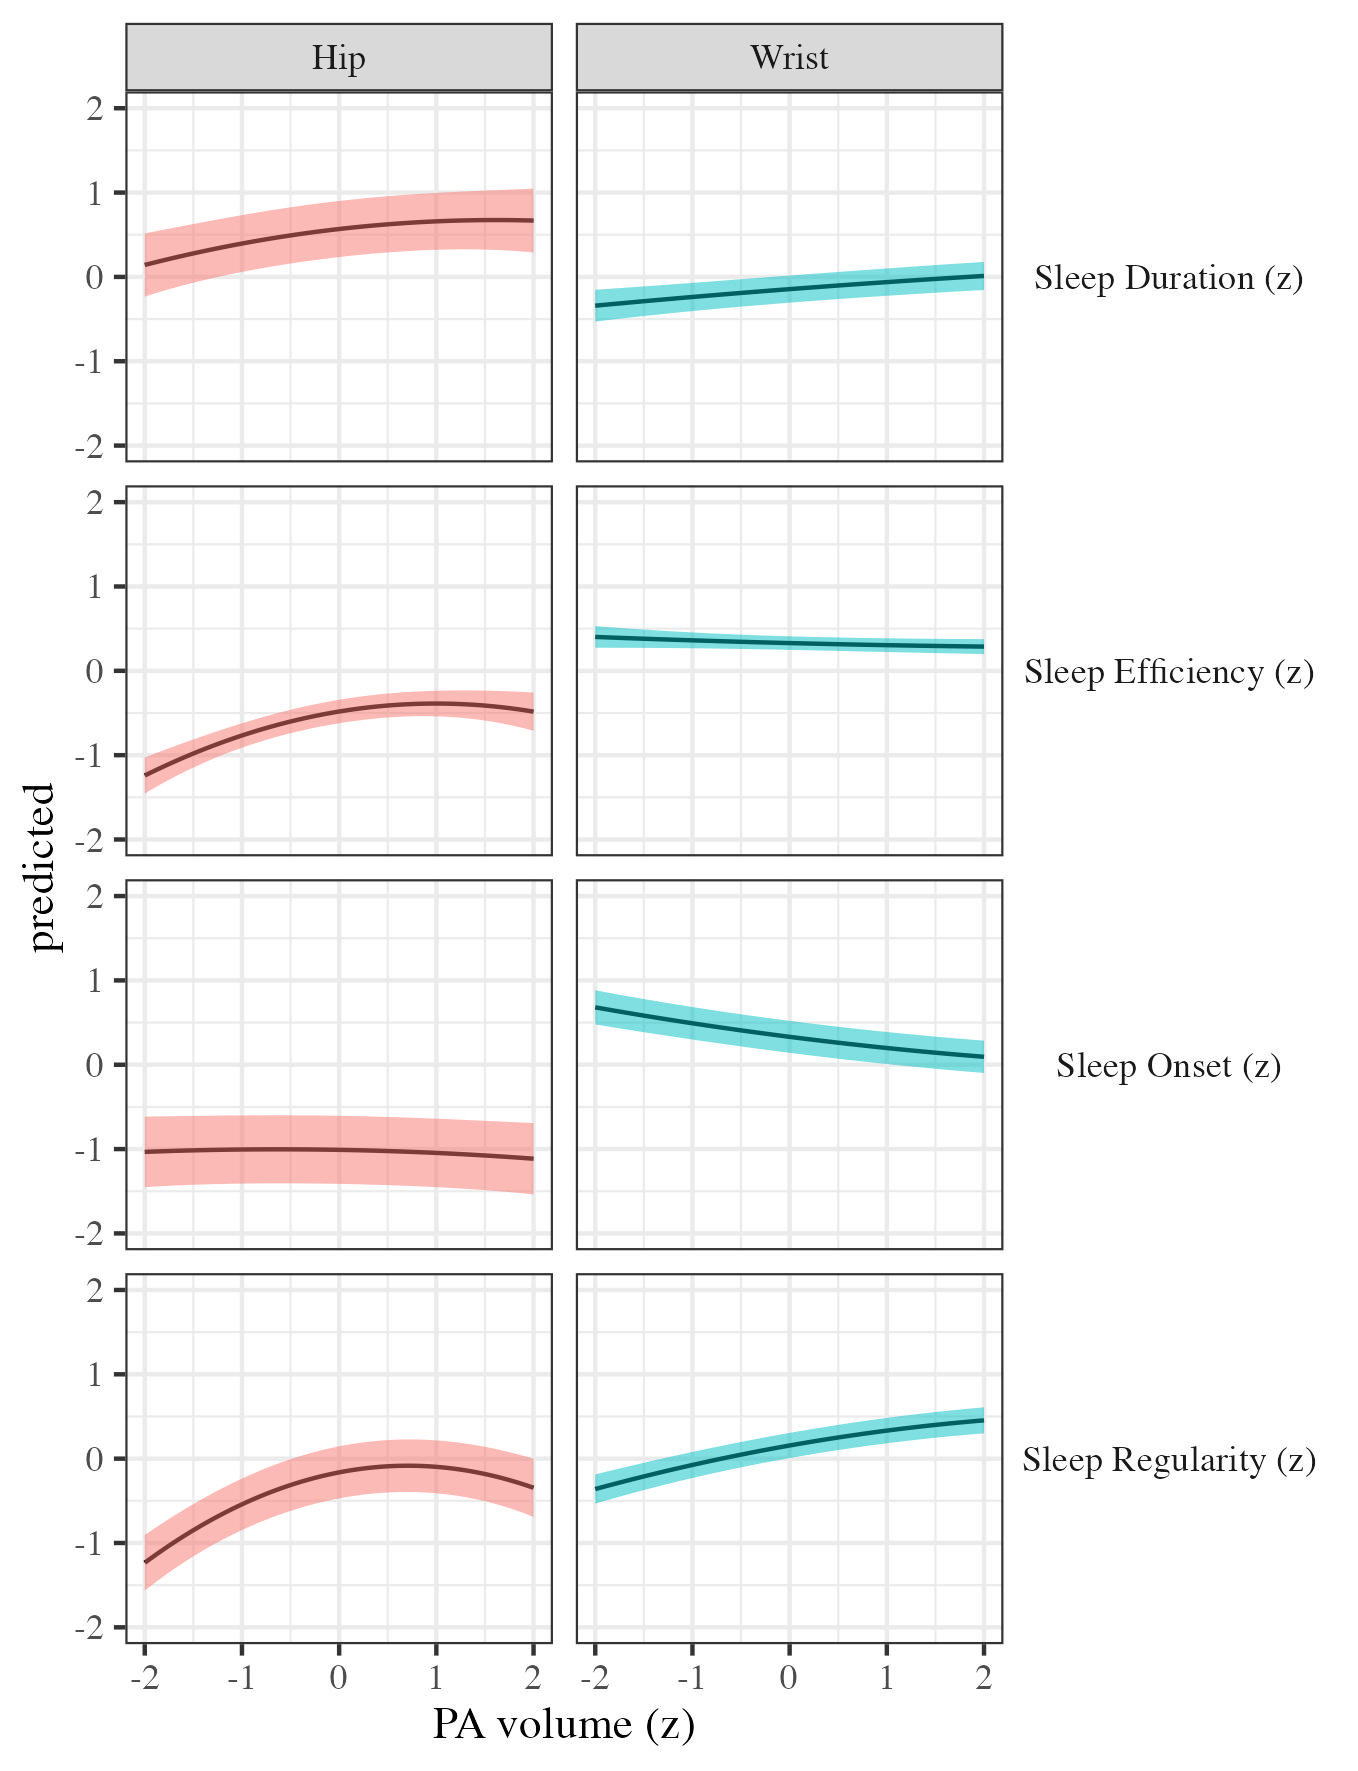 Hip
Wrist
2
1
0
-1
-2
Sleep Duration (z)
2
1
0
-1
-2
Sleep Efficiency (z)
predicted
2
1
0
-1
-2
Sleep Onset (z)
2
1
0
-1
-2
Sleep Regularity (z)
-2 -1 0 1 2
-2 -1 0 1 2
PA volume (z)